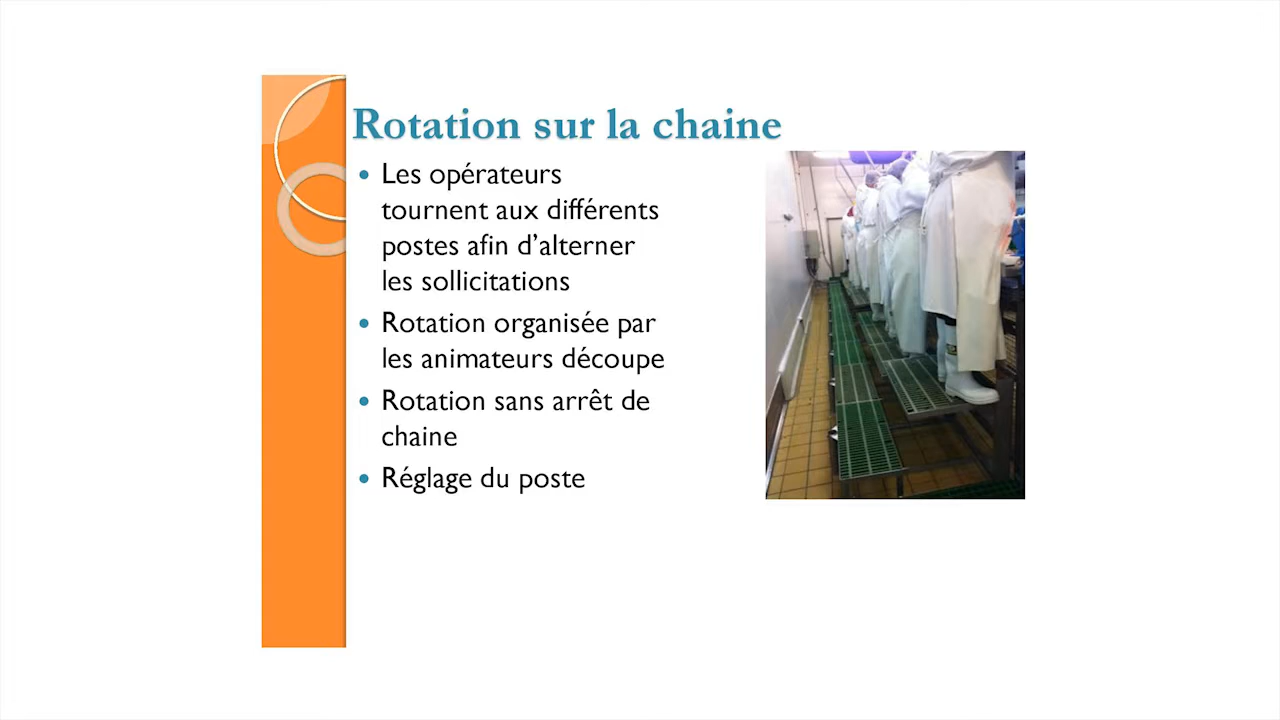 Rotation sur la chaine
• Les opérateurs
tournent aux différents
postes afin d’alterner
les sollicitations
• Rotation organisée par
les animateurs découpe
• Rotation sans arrêt de
chaine
• Réglage du poste